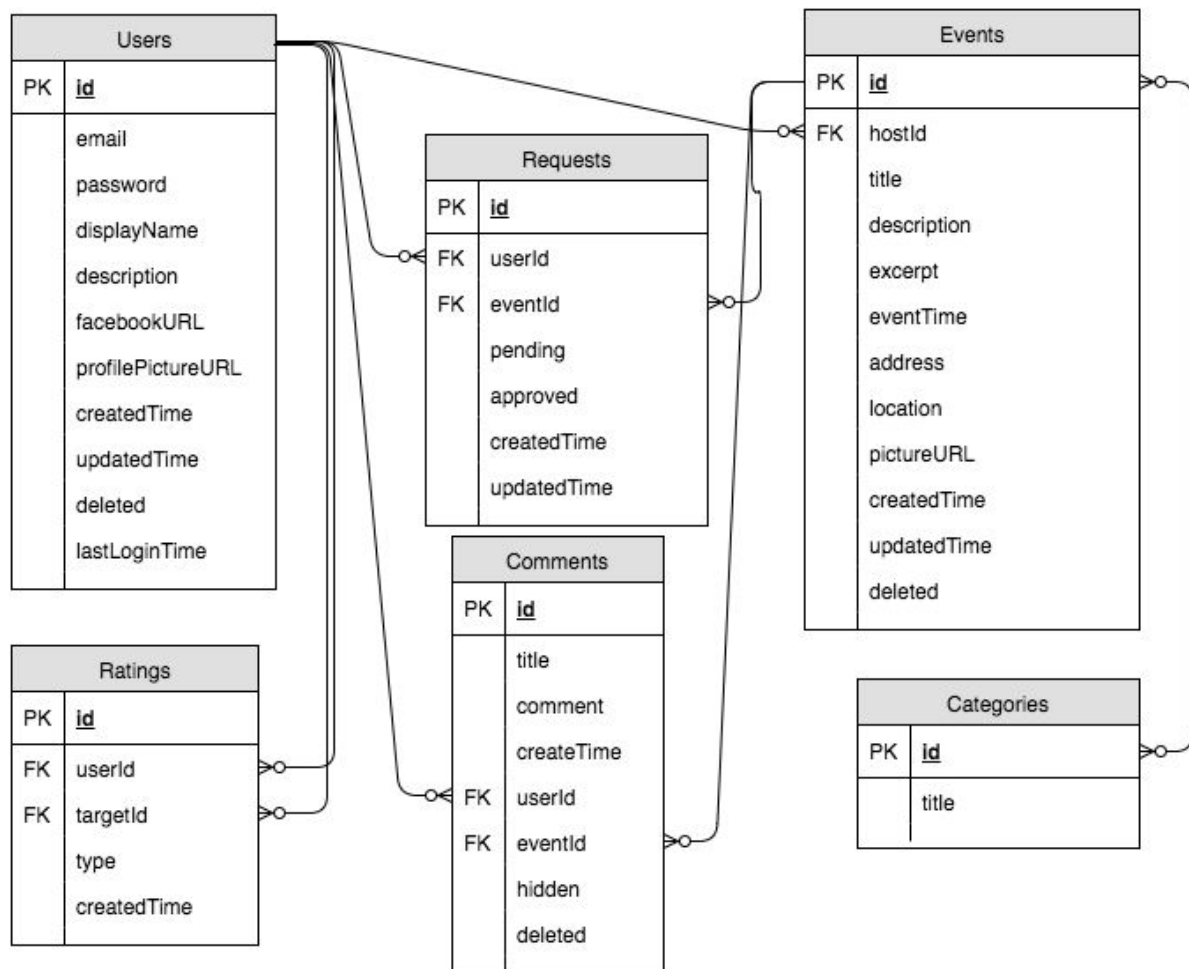 Users
PK id
email
password
displayName
description
facebookURL
profilePictureURL
createdTime
updatedTime
deleted
lastLoginTime
Requests
PK id
FK userId
FK eventId
pending
approved
createdTime
updatedTime
Events
PK id
FK hostId
title
description
excerpt
eventTime
address
location
pictureURL
createdTime
updatedTime
deleted
Ratings
PK id
FK userId
FK targetId
type
createdTime
Comments
PK id
title
comment
createTime
FK userId
FK eventId
hidden
deleted
Categories
PK id
title